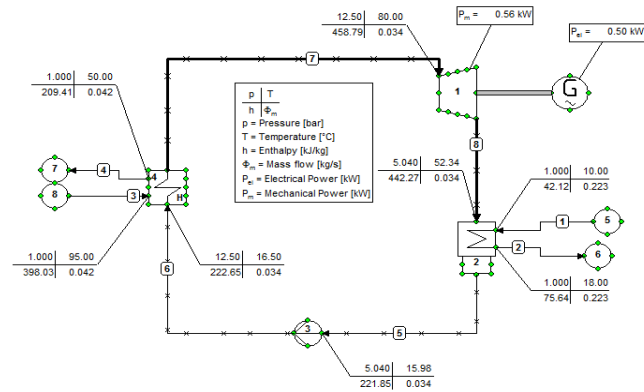 12.50 80.00
458.79 0.034
Pm = 0.56 kW
Pel = 0.50 kW
7
1.000 50.00
209.41 0.042
p T
h Φm
p = Pressure [bar]
T = Temperature [°C]
h = Enthalpy [kJ/kg]
Φm = Mass flow [kg/s]
Pel = Electrical Power [kW]
Pm = Mechanical Power [kW]
1
G
~
8
7
4
4
8
3
H
5.040 52.34
442.27 0.034
1.000 10.00
42.12 0.223
1
5
2
6
2
1.000 95.00
398.03 0.042
6
12.50 16.50
222.65 0.034
1.000 18.00
75.64 0.223
3
5
5.040 15.98
221.85 0.034